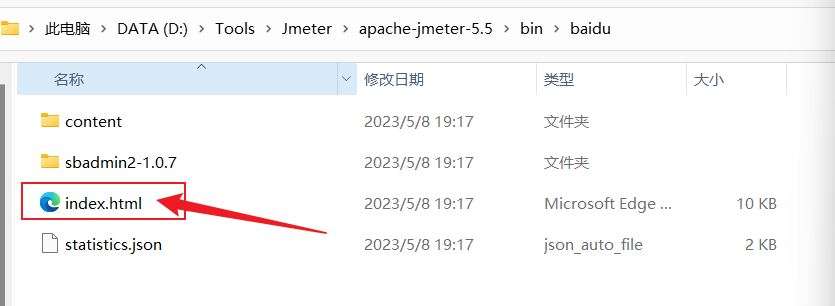 此电脑 > DATA (D:) > Tools > Jmeter > apache-jmeter-5.5 > bin > baidu
名称 修改日期 类型 大小
content 2023/5/8 19:17 文件夹
sbadmin2-1.0.7 2023/5/8 19:17 文件夹
index.html 2023/5/8 19:17 Microsoft Edge ... 10 KB
statistics.json 2023/5/8 19:17 json_auto_file 2 KB